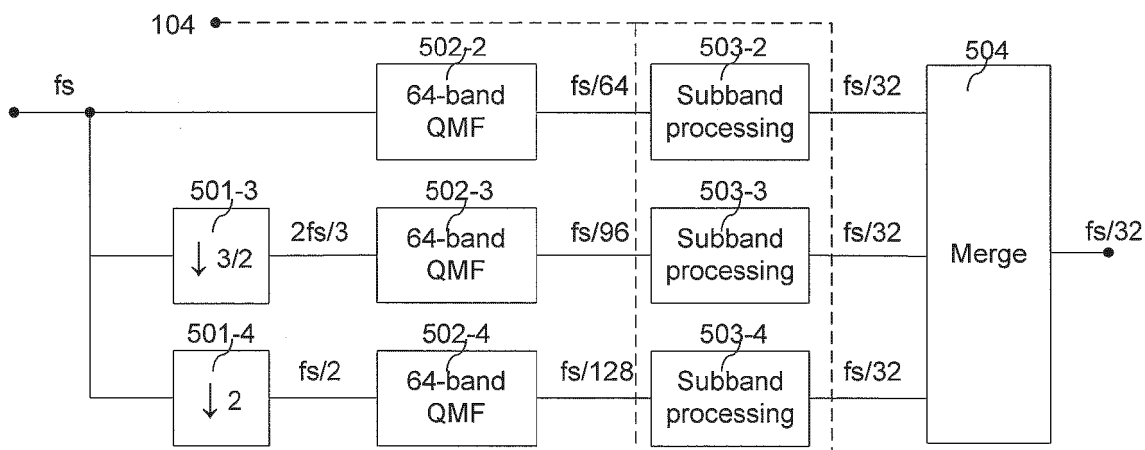 104
502-2
503-2
504
fs
64-band
QMF
fs/64
Subband
processing
fs/32
501-3
502-3
503-3
↓ 3/2
2fs/3
64-band
QMF
fs/96
Subband
processing
fs/32
Merge
fs/32
501-4
502-4
503-4
↓ 2
fs/2
64-band
QMF
fs/128
Subband
processing
fs/32